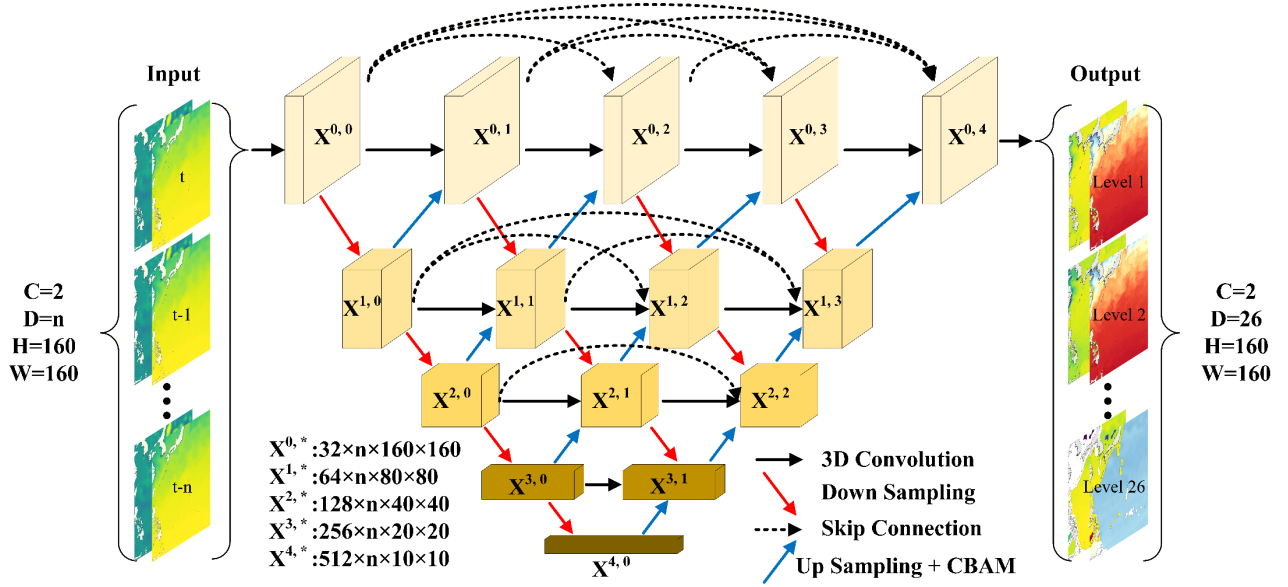 Input
t
t-1
t-n
C=2
D=n
H=160
W=160
X0, 0
X0, 1
X0, 2
X0, 3
X0, 4
X1, 0
X1, 1
X1, 2
X1, 3
X2, 0
X2, 1
X2, 2
X3, 0
X3, 1
X4, 0
X0, * :32×n×160×160
X1, * :64×n×80×80
X2, * :128×n×40×40
X3, * :256×n×20×20
X4, * :512×n×10×10
3D Convolution
Down Sampling
Skip Connection
Up Sampling + CBAM
Output
Level 1
Level 2
Level 26
C=2
D=26
H=160
W=160